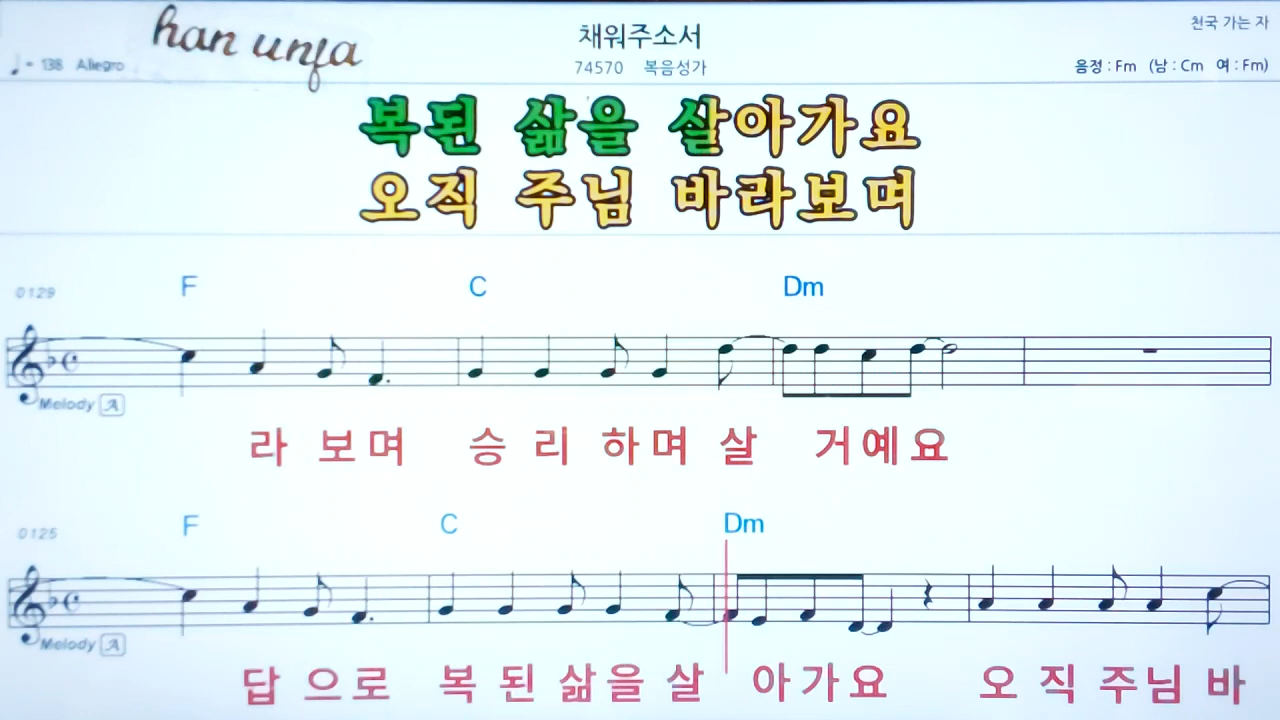 han unfa
채워주소서
천국 가는 자
♩= 138 Allegro
74570 복음성가
음정 : Fm (남 : Cm 여 : Fm)
복된 삶을 살아가요
오직 주님 바라보며
0129 F C Dm
Melody A
라 보며 승 리 하며 살 거예요
0125 F C Dm
Melody A
답 으로 복 된 삶을 살 아가요 오 직 주님 바